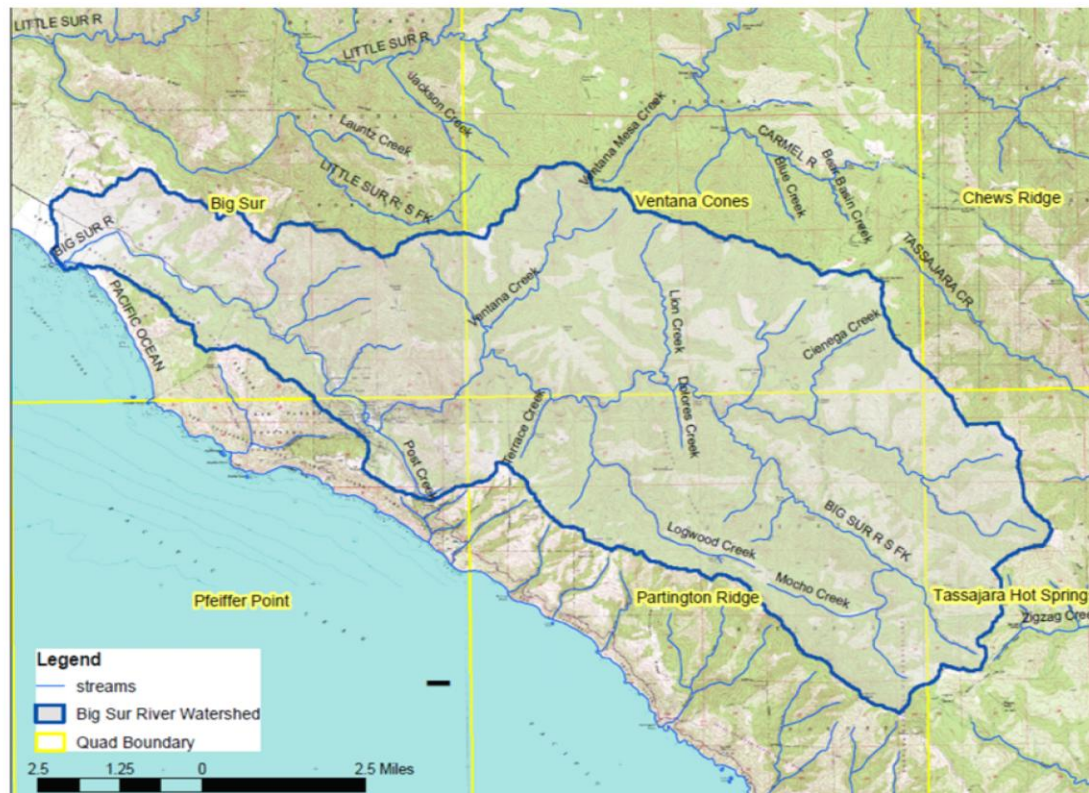 LITTLE SUR R
LITTLE SUR R
Jackson Creek
Launtz Creek
LITTLE SUR R S FK
Ventana Mesa Creek
CARMEL R
Blue Creek
Bear Basin Creek
Big Sur
Ventana Cones
Chews Ridge
BIG SUR R
TASSAJARA CR
PACIFIC OCEAN
Ventana Creek
Lion Creek
Cienega Creek
Dolores Creek
Terrace Creek
Post Creek
BIG SUR R S FK
Logwood Creek
Mocho Creek
Pfeiffer Point
Partington Ridge
Tassajara Hot Spring
Zigzag Cree
Legend
streams
Big Sur River Watershed
Quad Boundary
2.5 1.25 0 2.5 Miles